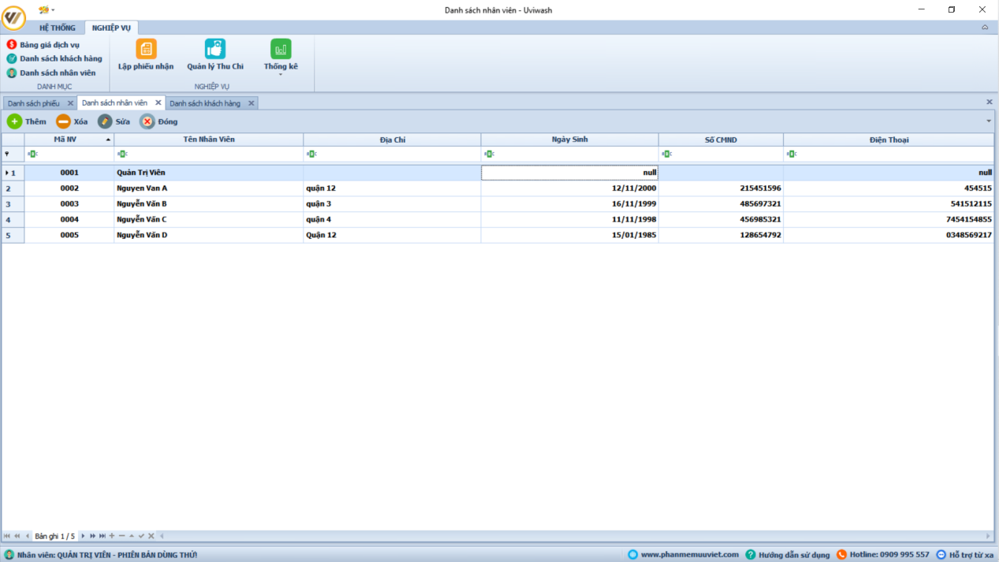 Danh sách nhân viên - Uviwash
HỆ THỐNG NGHIỆP VỤ
Bảng giá dịch vụ
Danh sách khách hàng
Danh sách nhân viên
DANH MỤC
Lập phiếu nhận Quản lý Thu Chi Thống kê
NGHIỆP VỤ
Danh sách phiếu Danh sách nhân viên Danh sách khách hàng
Thêm Xóa Sửa Đóng
Mã NV Tên Nhân Viên Địa Chỉ Ngày Sinh Số CMND Điện Thoại
1 0001 Quản Trị Viên null null
2 0002 Nguyen Van A quận 12 12/11/2000 215451596 454515
3 0003 Nguyễn Văn B quận 3 16/11/1999 485697321 541512115
4 0004 Nguyễn Văn C quận 4 11/11/1998 456985321 7454154855
5 0005 Nguyễn Văn D Quận 12 15/01/1985 128654792 0348569217
Bản ghi 1 / 5
Nhân viên: QUẢN TRỊ VIÊN - PHIÊN BẢN DÙNG THỬ! www.phanmemuuviet.com Hướng dẫn sử dụng Hotline: 0909 995 557 Hỗ trợ từ xa